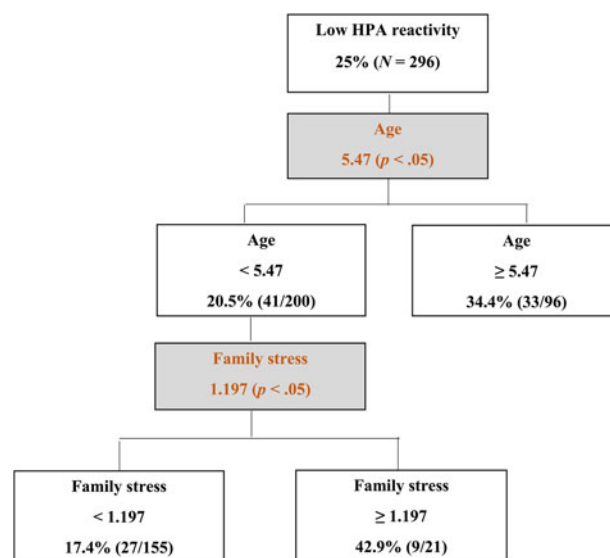 Low HPA reactivity
25% (N = 296)
Age
5.47 (p < .05)
Age
< 5.47
20.5% (41/200)
Age
≥ 5.47
34.4% (33/96)
Family stress
1.197 (p < .05)
Family stress
< 1.197
17.4% (27/155)
Family stress
≥ 1.197
42.9% (9/21)